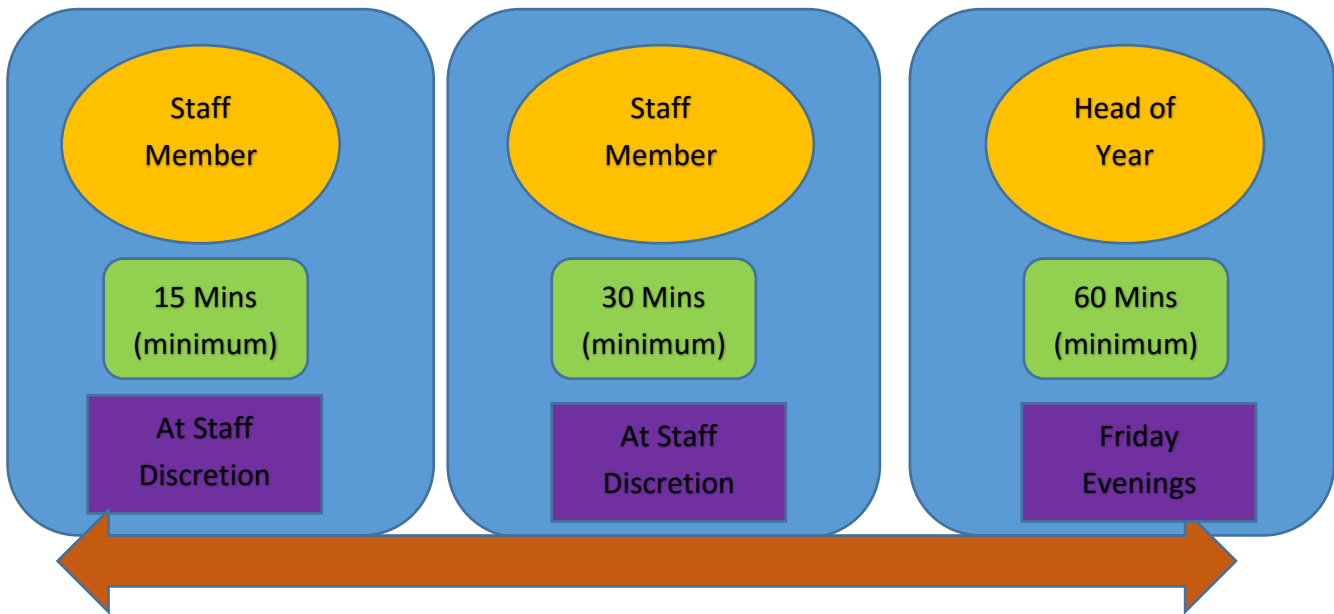 Staff
Member
15 Mins
(minimum)
At Staff
Discretion
Staff
Member
30 Mins
(minimum)
At Staff
Discretion
Head of
Year
60 Mins
(minimum)
Friday
Evenings